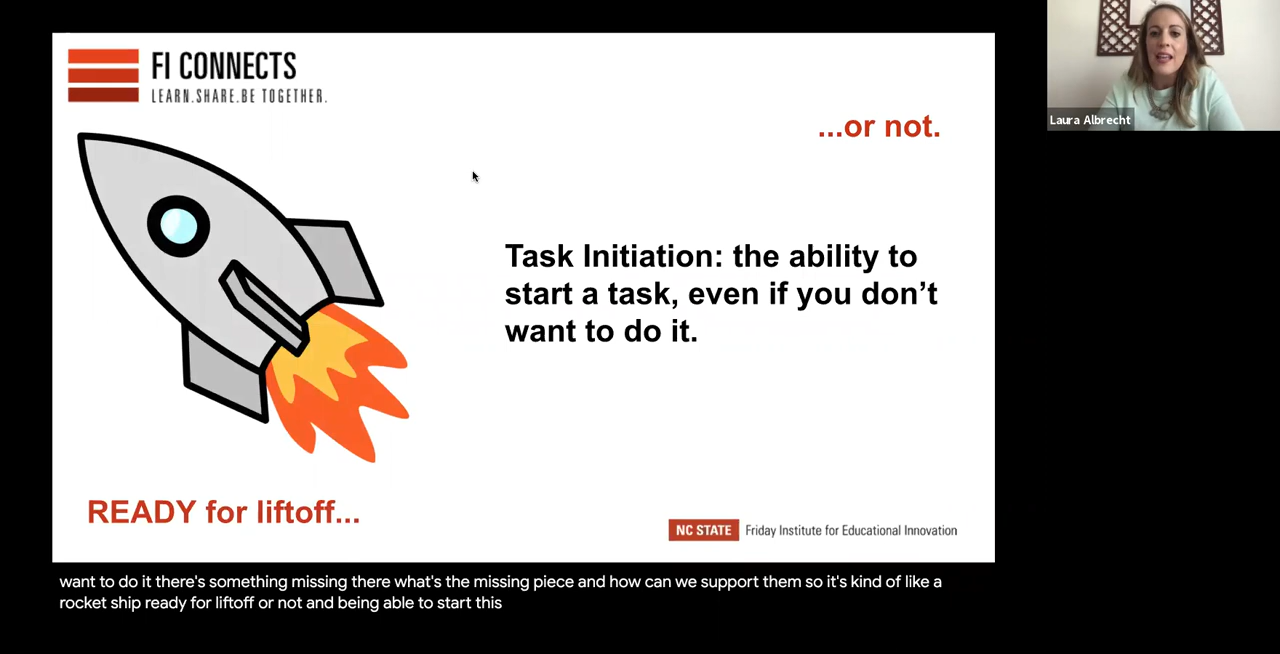 FI CONNECTS
LEARN.SHARE.BE TOGETHER.
Laura Albrecht
...or not.
Task Initiation: the ability to
start a task, even if you don’t
want to do it.
READY for liftoff...
NC STATE Friday Institute for Educational Innovation
want to do it there's something missing there what's the missing piece and how can we support them so it's kind of like a
rocket ship ready for liftoff or not and being able to start this